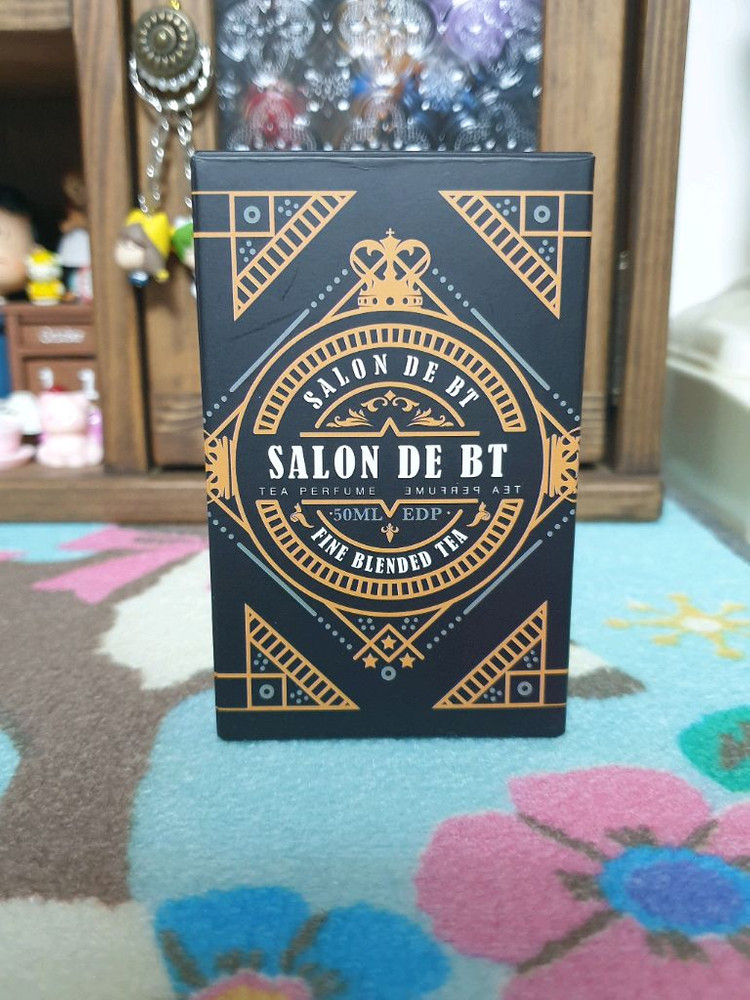 SALON DE BT
SALON DE BT
TEA PERFUME TEA PERFUME
·50ML EDP·
FINE BLENDED TEA